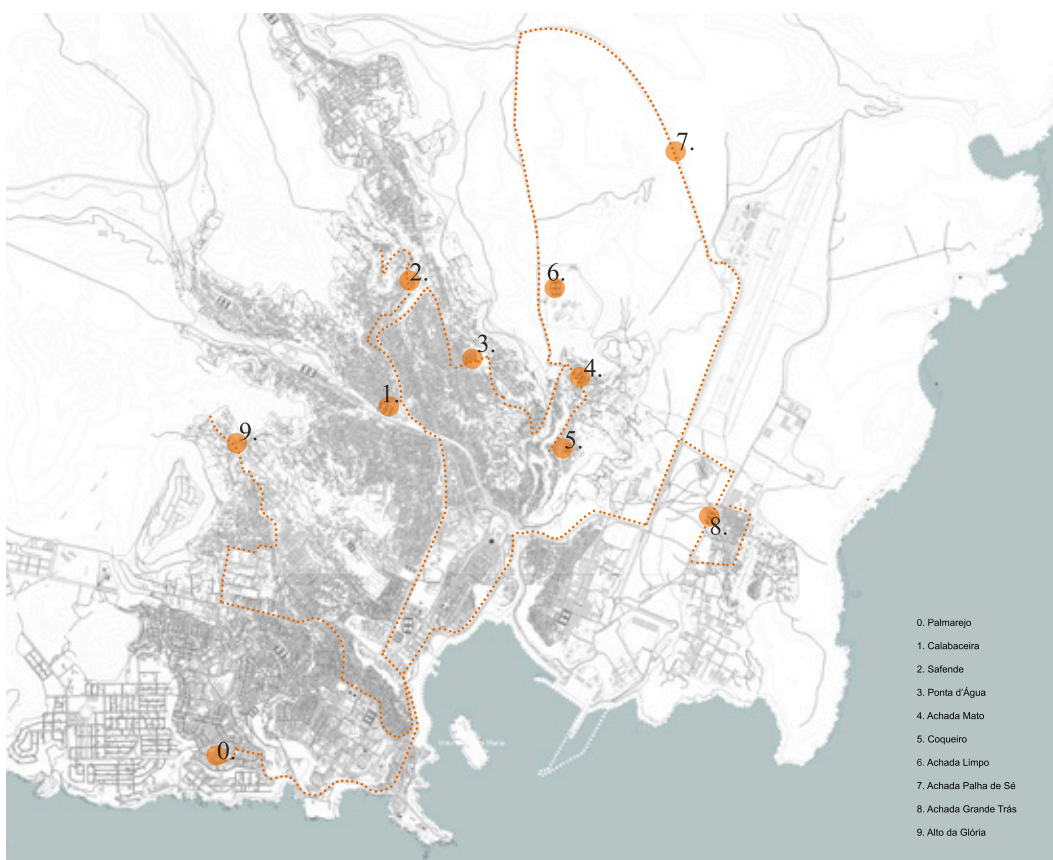 7.
2.
6.
3.
4.
1.
9.
5.
8.
0.
0. Palmarejo
1. Calabaceira
2. Safende
3. Ponta d'Água
4. Achada Mato
5. Coqueiro
6. Achada Limpo
7. Achada Palha de Sé
8. Achada Grande Trás
9. Alto da Glória